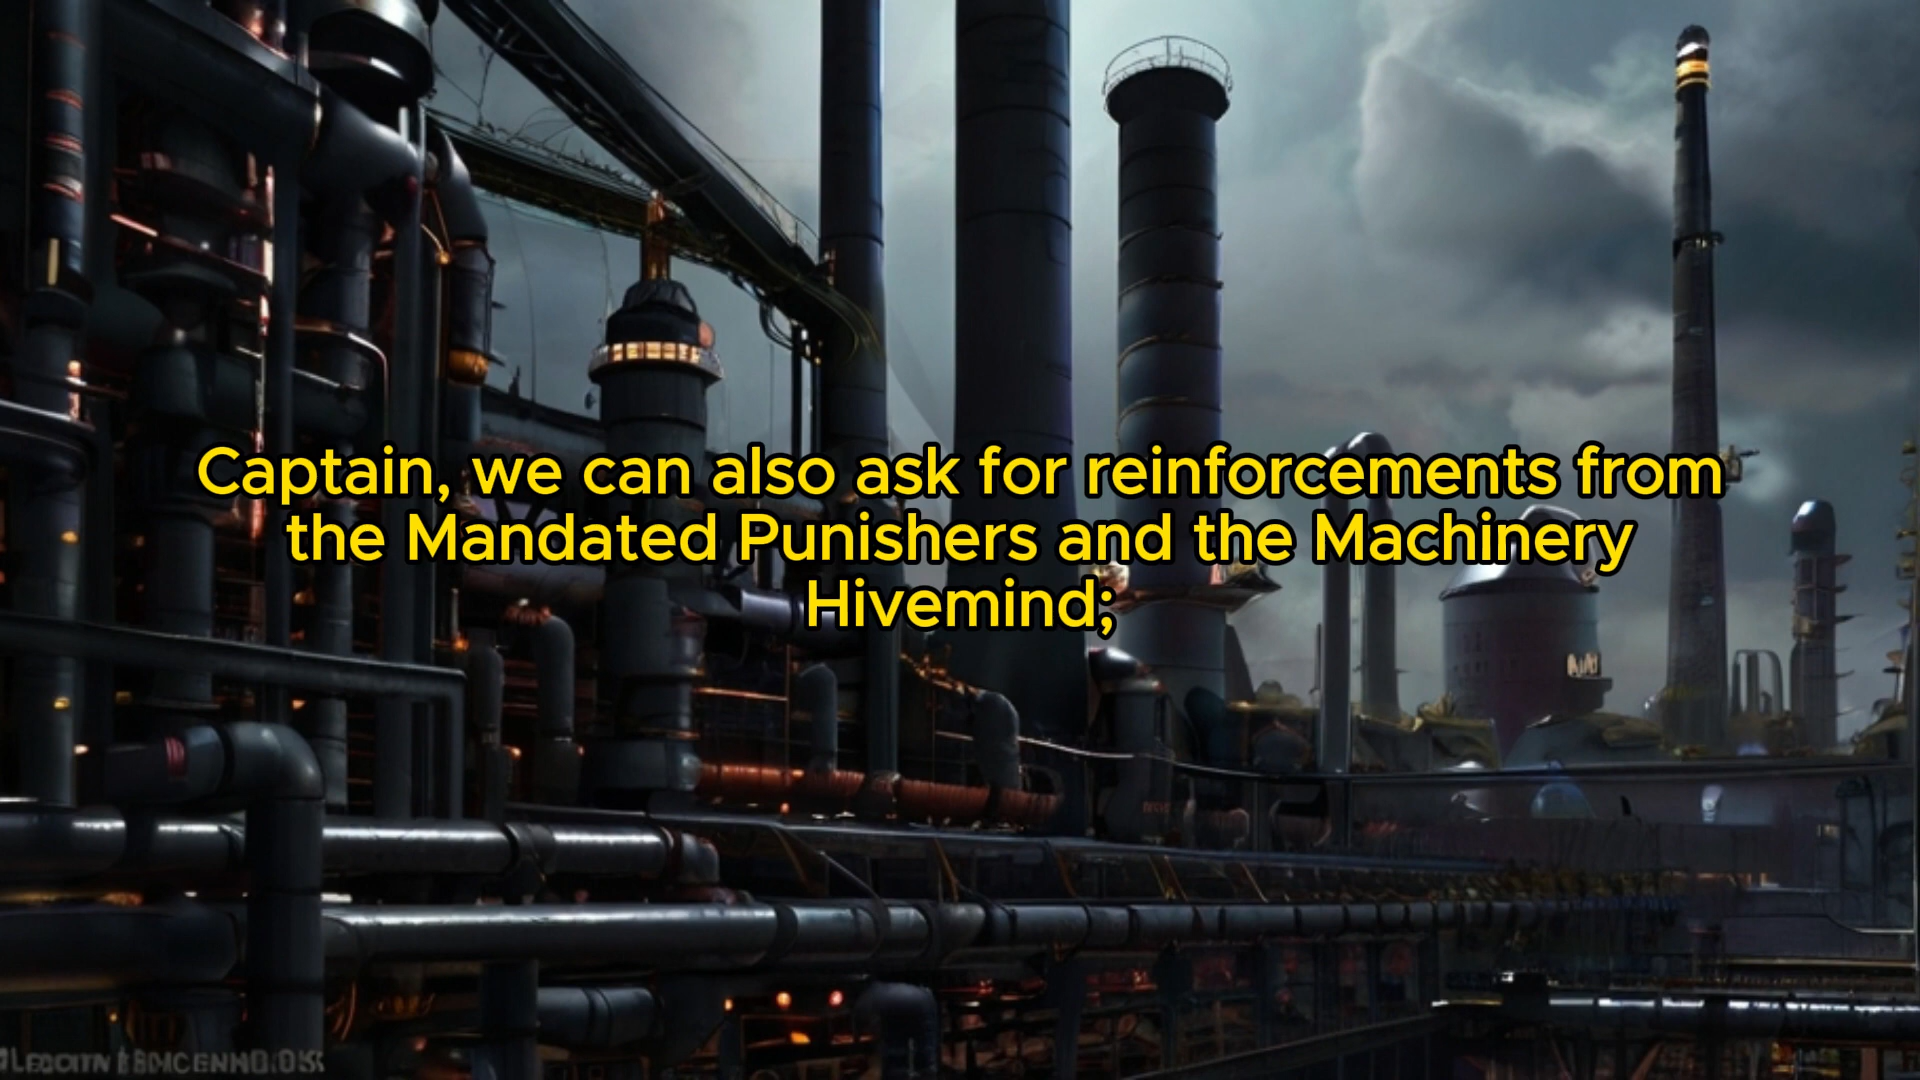 Captain, we can also ask for reinforcements from
the Mandated Punishers and the Machinery
Hivemind;